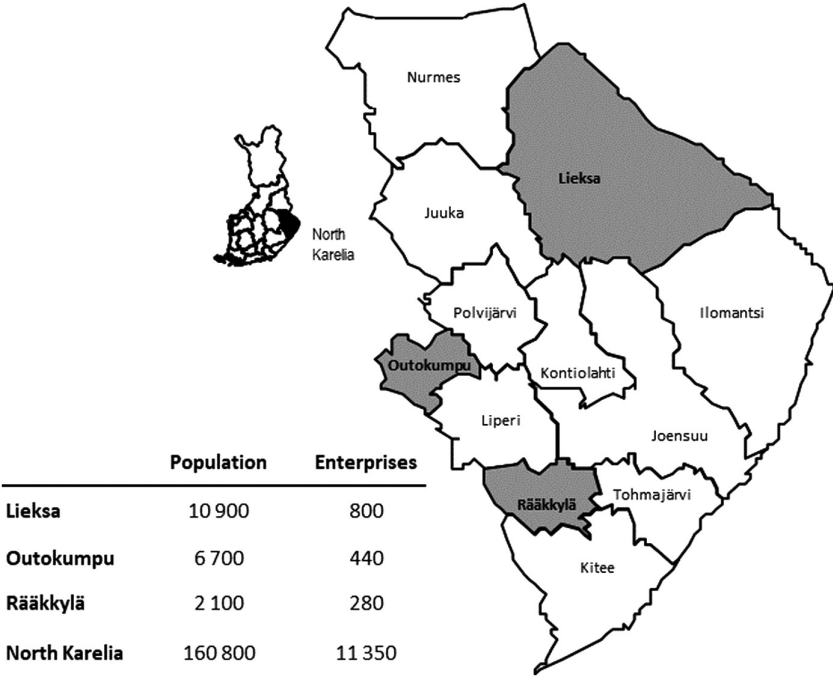 Nurmes
Lieksa
Juuka
North
Karelia
Polvijärvi
Ilomantsi
Outokumpu
Kontiolahti
Liperi
Joensuu
Rääkkylä
Tohmajärvi
Kitee
Population Enterprises
Lieksa 10 900 800
Outokumpu 6 700 440
Rääkkylä 2 100 280
North Karelia 160 800 11 350